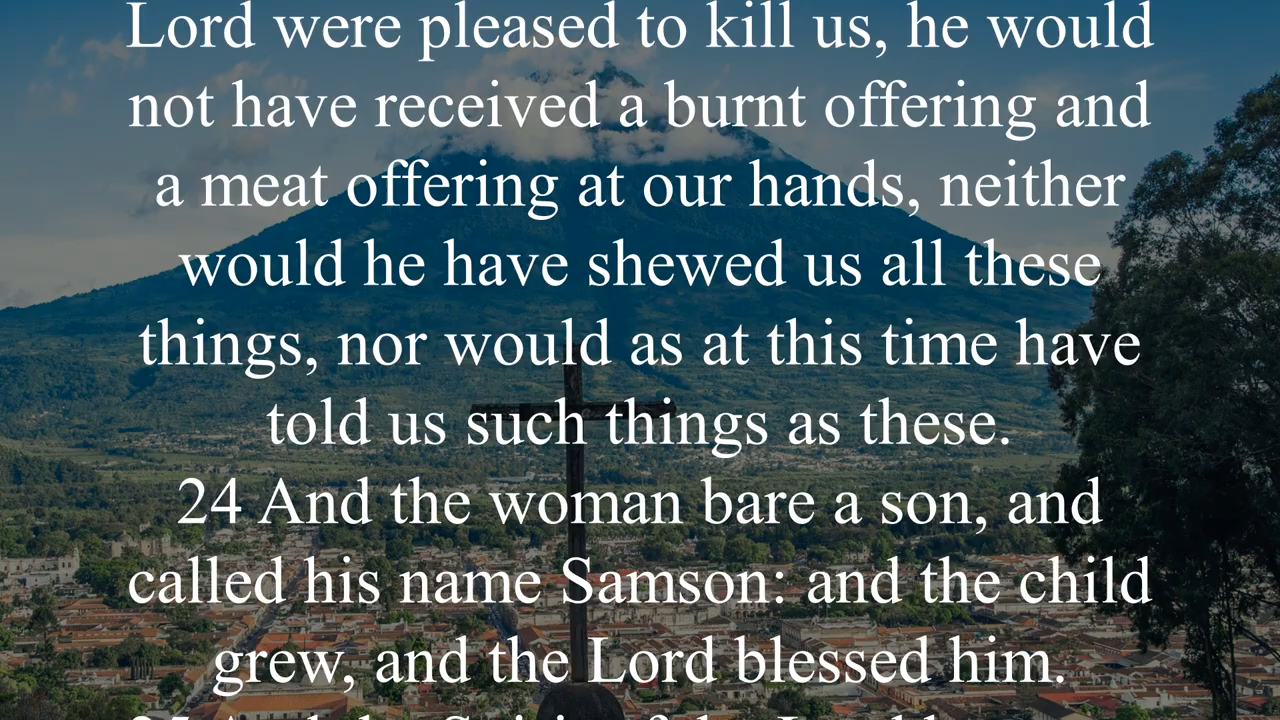 Lord were pleased to kill us, he would
not have received a burnt offering and
a meat offering at our hands, neither
would he have shewed us all these
things, nor would as at this time have
told us such things as these.
24 And the woman bare a son, and
called his name Samson: and the child
grew, and the Lord blessed him.